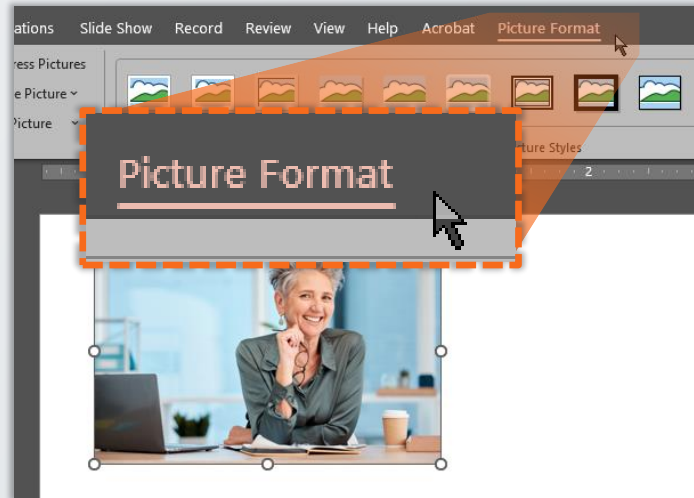 ations Slide Show Record Review View Help Acrobat Picture Format
ress Pictures
e Picture
Picture
ture Styles
2
Picture Format